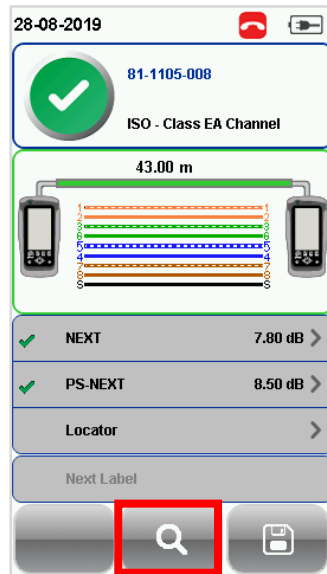 28-08-2019
81-1105-008
ISO - Class EA Channel
43.00 m
1 1
2 2
3 3
6 6
5 5
4 4
7 7
8 8
S S
NEXT 7.80 dB
PS-NEXT 8.50 dB
Locator
Next Label